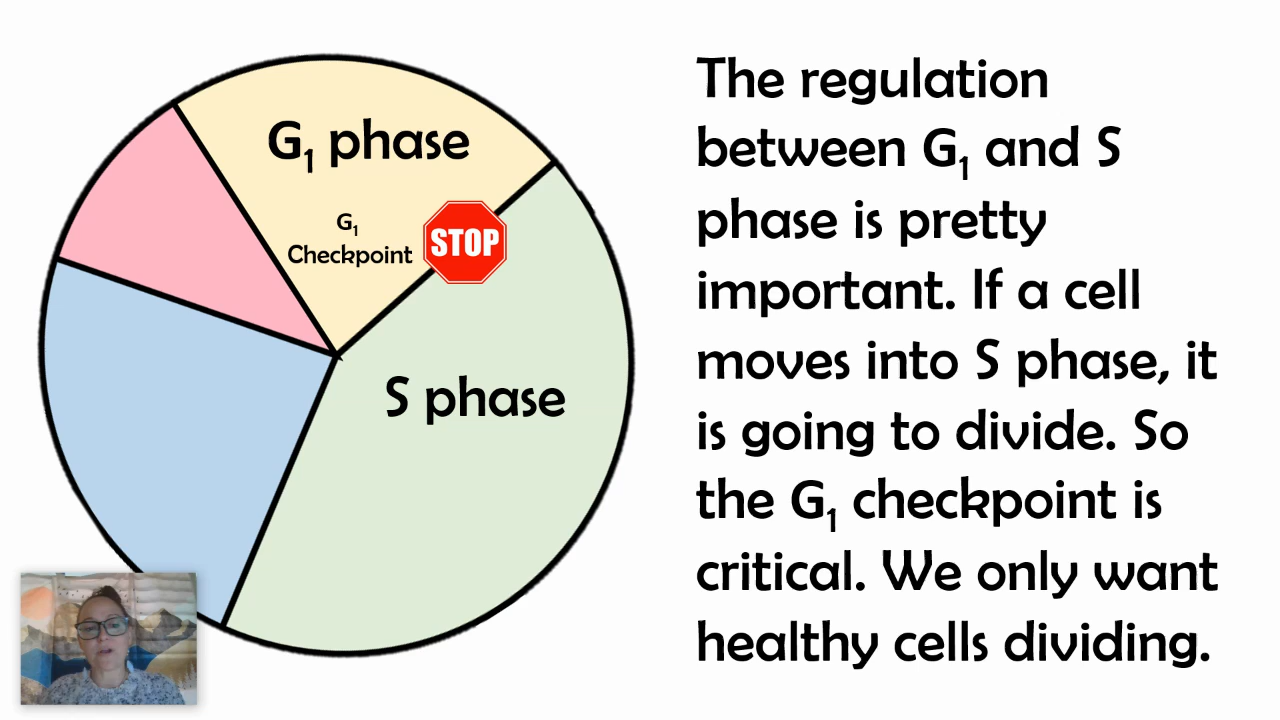 G₁ phase
G₁
Checkpoint
STOP
S phase
The regulation
between G₁ and S
phase is pretty
important. If a cell
moves into S phase, it
is going to divide. So
the G₁ checkpoint is
critical. We only want
healthy cells dividing.